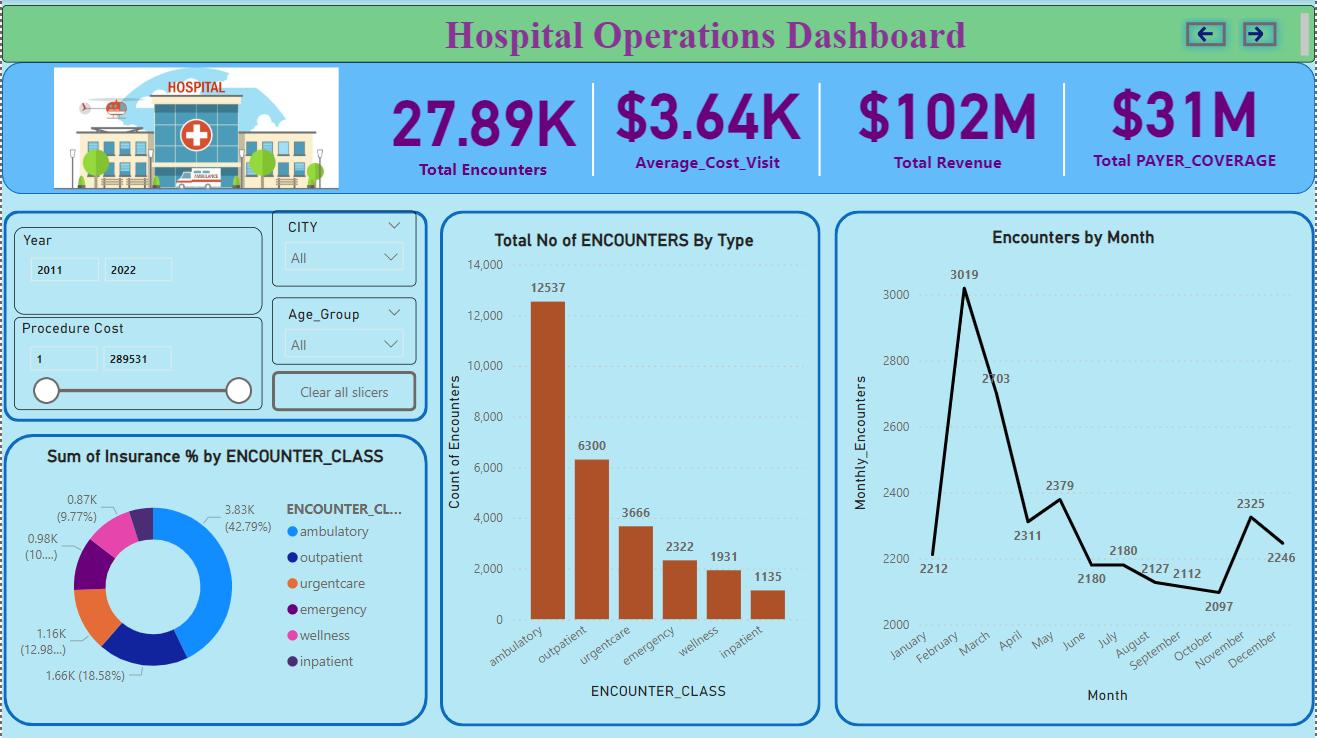 Hospital Operations Dashboard
HOSPITAL
AMBULANCE
27.89K
Total Encounters
$3.64K
Average_Cost_Visit
$102M
Total Revenue
$31M
Total PAYER_COVERAGE
Year
2011 2022
CITY
All
Procedure Cost
1 289531
Age_Group
All
Clear all slicers
Sum of Insurance % by ENCOUNTER_CLASS
3.83K
(42.79%)
1.66K (18.58%)
1.16K
(12.98...)
0.98K
(10....)
0.87K
(9.77%)
ENCOUNTER_CL...
ambulatory
outpatient
urgentcare
emergency
wellness
inpatient
Total No of ENCOUNTERS By Type
Count of Encounters
14,000
12,000
10,000
8,000
6,000
4,000
2,000
0
12537
6300
3666
2322
1931
1135
ambulatory
outpatient
urgentcare
emergency
wellness
inpatient
ENCOUNTER_CLASS
Encounters by Month
Monthly_Encounters
3000
2800
2600
2400
2200
2000
2212
3019
2703
2311
2379
2180
2180
2127
2112
2097
2325
2246
January
February
March
April
May
June
July
August
September
October
November
December
Month